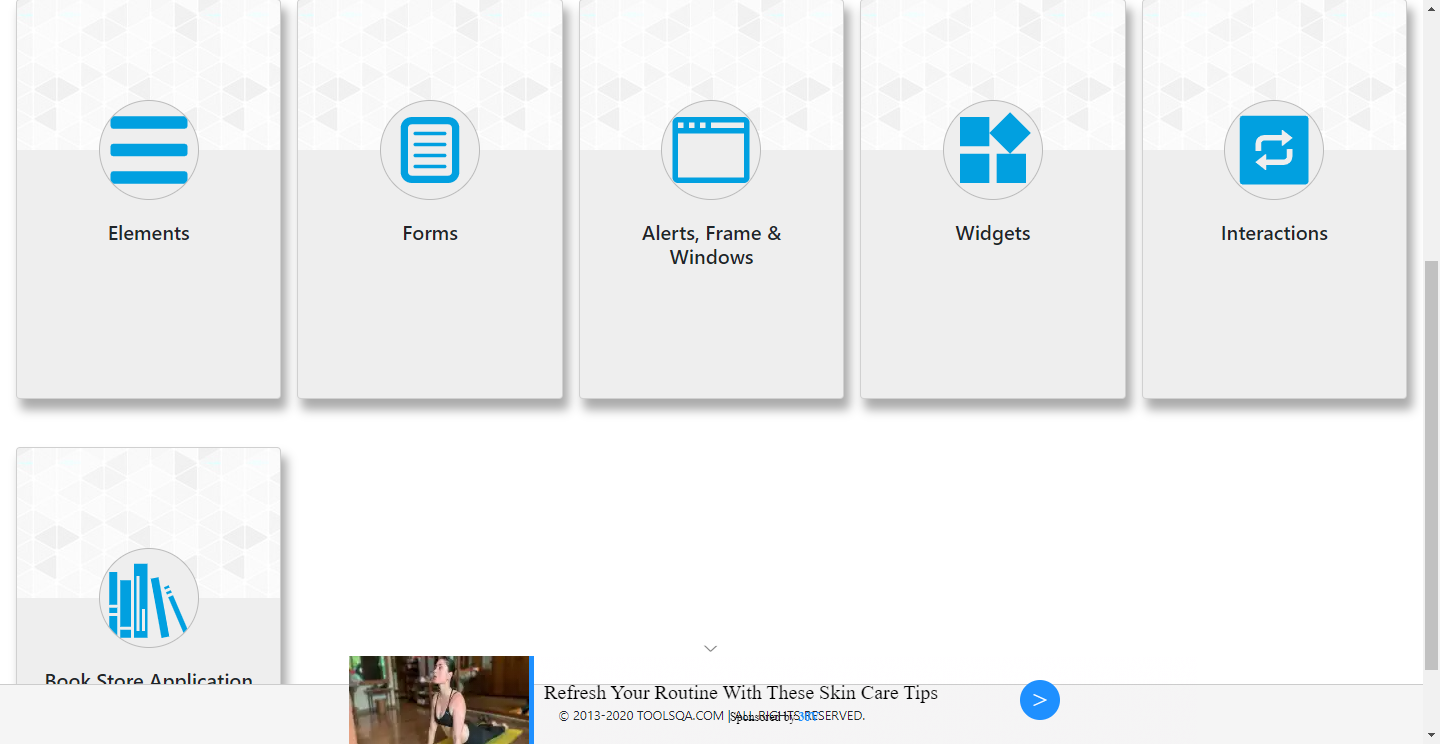 Elements
Forms
Alerts, Frame &
Windows
Widgets
Interactions
Book Store Application
Refresh Your Routine With These Skin Care Tips
>
© 2013-2020 TOOLSQA.COM | ALL RIGHTS RESERVED.
Sponsored by